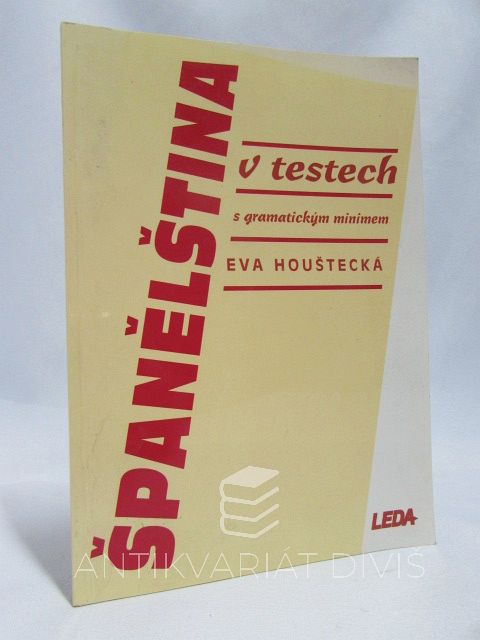 ŠPANĚLŠTINA
v testech
s gramatickým minimem
EVA HOUŠTECKÁ
LEDA
ANTIKVARIÁT DIVIŠ